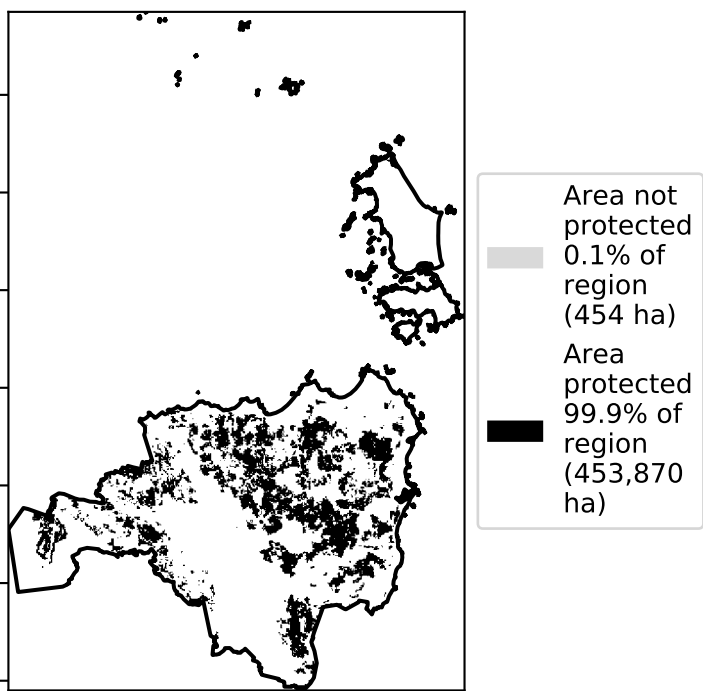 Area not
protected
0.1% of
region
(454 ha)
Area
protected
99.9% of
region
(453,870
ha)